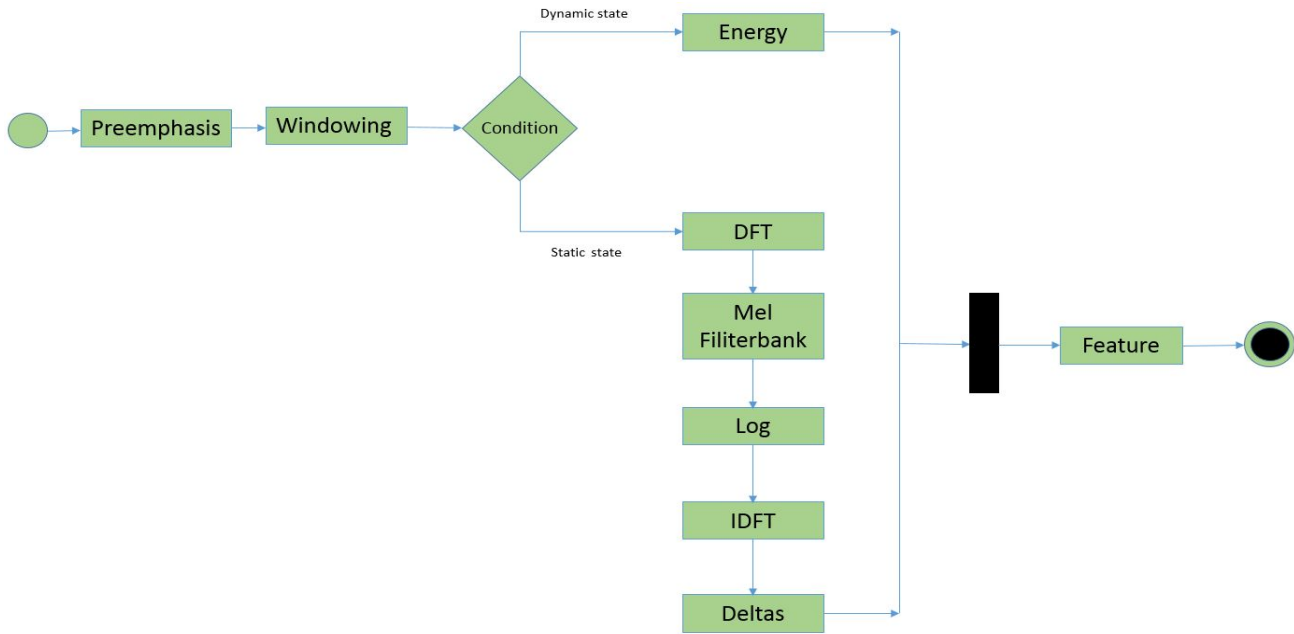 Dynamic state
Energy
Preemphasis
Windowing
Condition
Static state
DFT
Mel
Filiterbank
Log
IDFT
Deltas
Feature